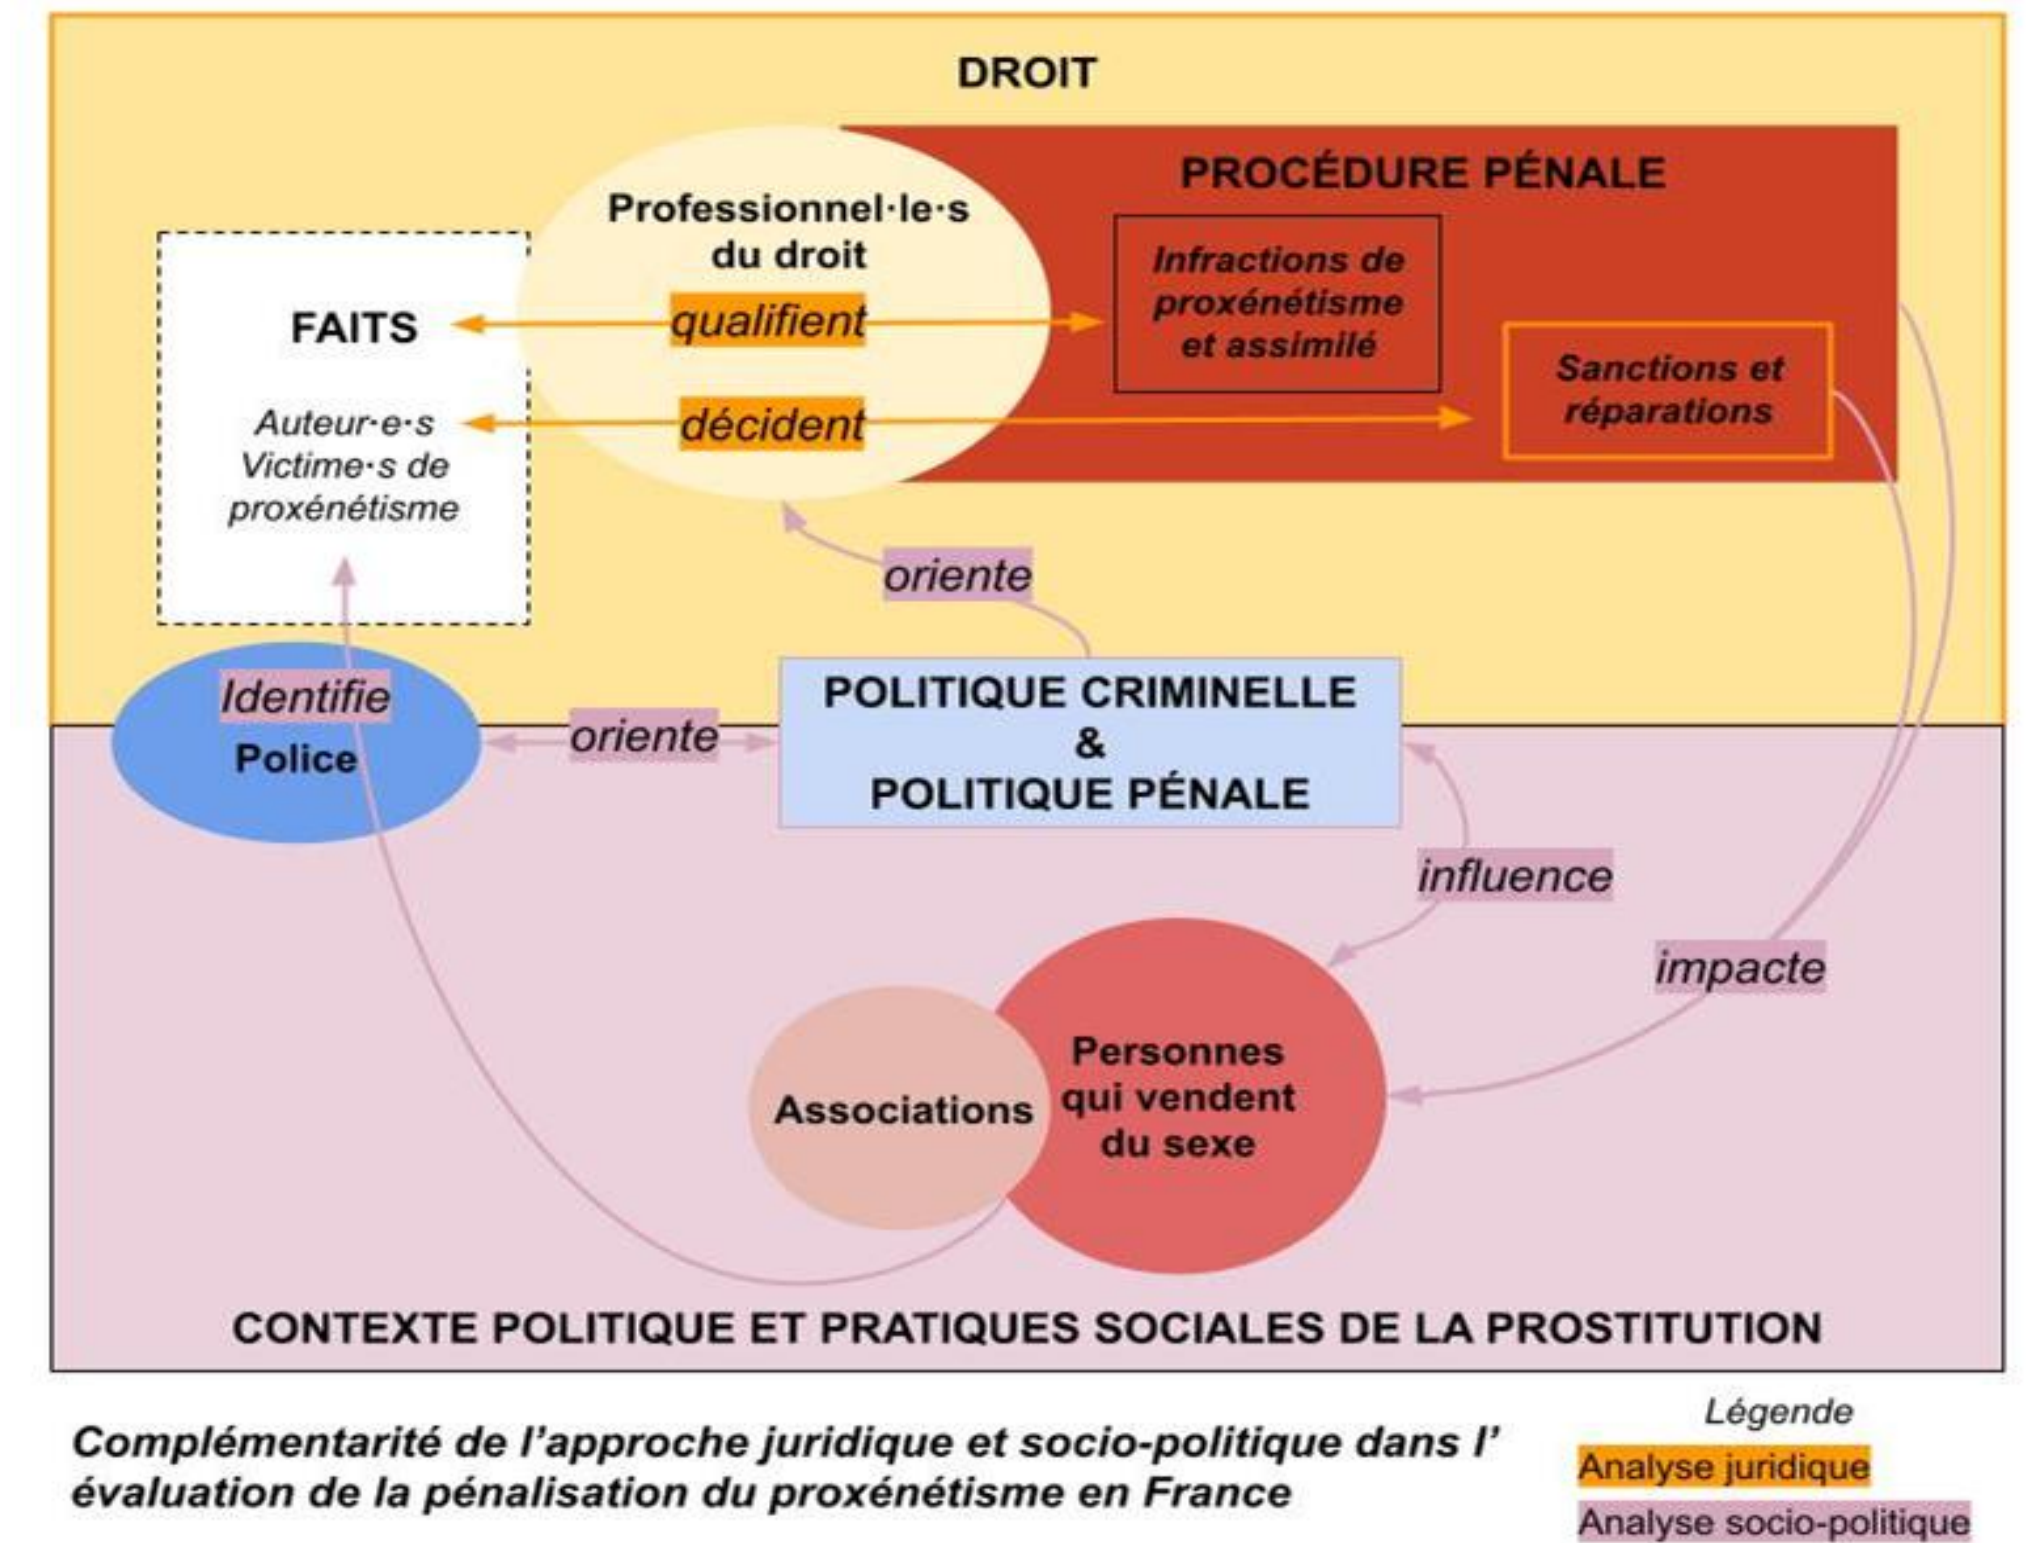 DROIT
PROCÉDURE PÉNALE
Professionnel·le·s
du droit
Infractions de
proxénétisme
et assimilé
FAITS
qualifient
Sanctions et
réparations
Auteur·e·s
Victime·s de
proxénétisme
décident
oriente
Identifie
Police
oriente
POLITIQUE CRIMINELLE
&
POLITIQUE PÉNALE
influence
impacte
Associations
Personnes
qui vendent
du sexe
CONTEXTE POLITIQUE ET PRATIQUES SOCIALES DE LA PROSTITUTION
Complémentarité de l’approche juridique et socio-politique dans l’
évaluation de la pénalisation du proxénétisme en France
Légende
Analyse juridique
Analyse socio-politique